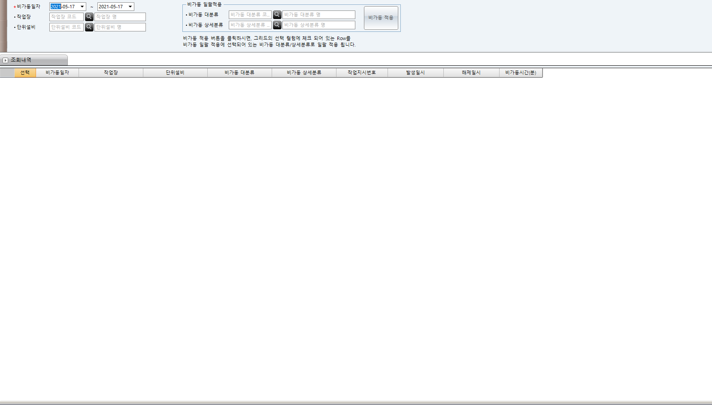 비가동일자 2021-05-17 ~ 2021-05-17
작업장 작업장 코드 작업장 명
단위설비 단위설비 코드 단위설비 명
비가동 일괄적용
비가동 대분류 비가동 대분류 코 비가동 대분류 명
비가동 상세분류 비가동 상세분류 비가동 상세분류 명
비가동 적용
비가동 적용 버튼을 클릭하시면, 그리드의 선택 컬럼에 체크 되어 있는 Row를
비가동 일괄 적용에 선택되어 있는 비가동 대분류/상세분류로 일괄 적용 됩니다.
조회내역
선택 비가동일자 작업장 단위설비 비가동 대분류 비가동 상세분류 작업지시번호 발생일시 해제일시 비가동시간(분)